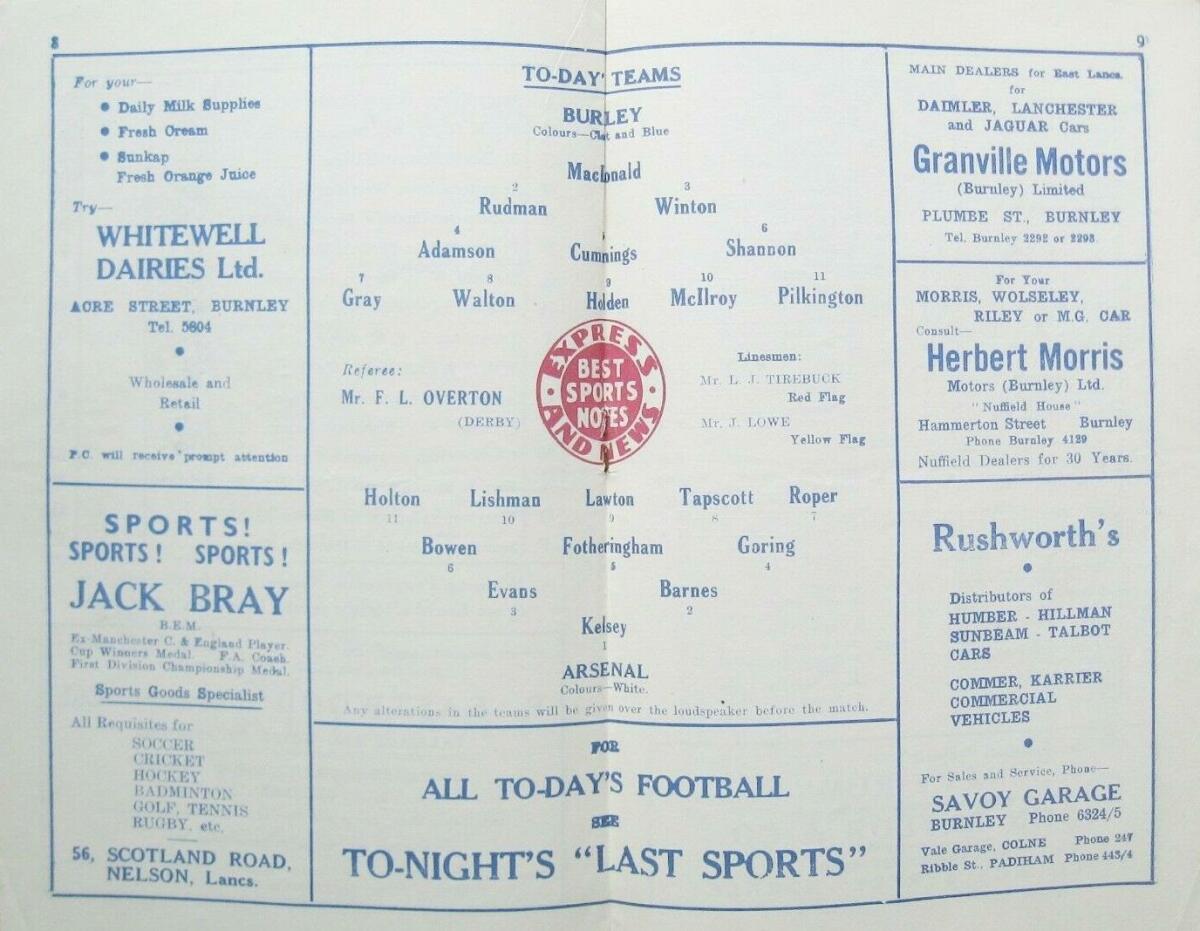 8
For your—
• Daily Milk Supplies
• Fresh Cream
• Sunkap
Fresh Orange Juice
Try—
WHITEWELL
DAIRIES Ltd.
ACRE STREET, BURNLEY
Tel. 5604
•
Wholesale and
Retail
•
P.C. will receive prompt attention
SPORTS!
SPORTS! SPORTS!
JACK BRAY
B.E.M.
Ex-Manchester C. & England Player.
Cup Winners Medal. F.A. Coach.
First Division Championship Medal.
Sports Goods Specialist
All Requisites for
SOCCER
CRICKET
HOCKEY
BADMINTON
GOLF, TENNIS
RUGBY, etc.
56, SCOTLAND ROAD,
NELSON, Lancs.
TO-DAY' TEAMS
BURLEY
Colours—Clat and Blue
MacDonald
2 3
Rudman Winton
4 6
Adamson Cummings Shannon
7 8 9 10 11
Gray Walton Holden McIlroy Pilkington
EXPRESS
BEST
SPORTS
NOTES
AND NEWS
Referee:
Mr. F. L. OVERTON
(DERBY)
Linesmen:
Mr. L. J. TIREBUCK
Red Flag
Mr. J. LOWE
Yellow Flag
Holton Lishman Lawton Tapscott Roper
11 10 9 8 7
Bowen Fotheringham Goring
6 5 4
Evans Barnes
3 2
Kelsey
1
ARSENAL
Colours—White.
Any alterations in the teams will be given over the loudspeaker before the match.
FOR
ALL TO-DAY'S FOOTBALL
SEE
TO-NIGHT'S "LAST SPORTS"
9
MAIN DEALERS for East Lancs.
for
DAIMLER, LANCHESTER
and JAGUAR Cars
Granville Motors
(Burnley) Limited
PLUMBE ST., BURNLEY
Tel. Burnley 2292 or 2293
For Your
MORRIS, WOLSELEY,
RILEY or M.G. CAR
Consult—
Herbert Morris
Motors (Burnley) Ltd.
"Nuffield House"
Hammerton Street Burnley
Phone Burnley 4129
Nuffield Dealers for 30 Years.
Rushworth's
•
Distributors of
HUMBER - HILLMAN
SUNBEAM - TALBOT
CARS
COMMER, KARRIER
COMMERCIAL
VEHICLES
•
For Sales and Service, Phone—
SAVOY GARAGE
BURNLEY Phone 6324/5
Vale Garage, COLNE Phone 247
Ribble St., PADIHAM Phone 443/4